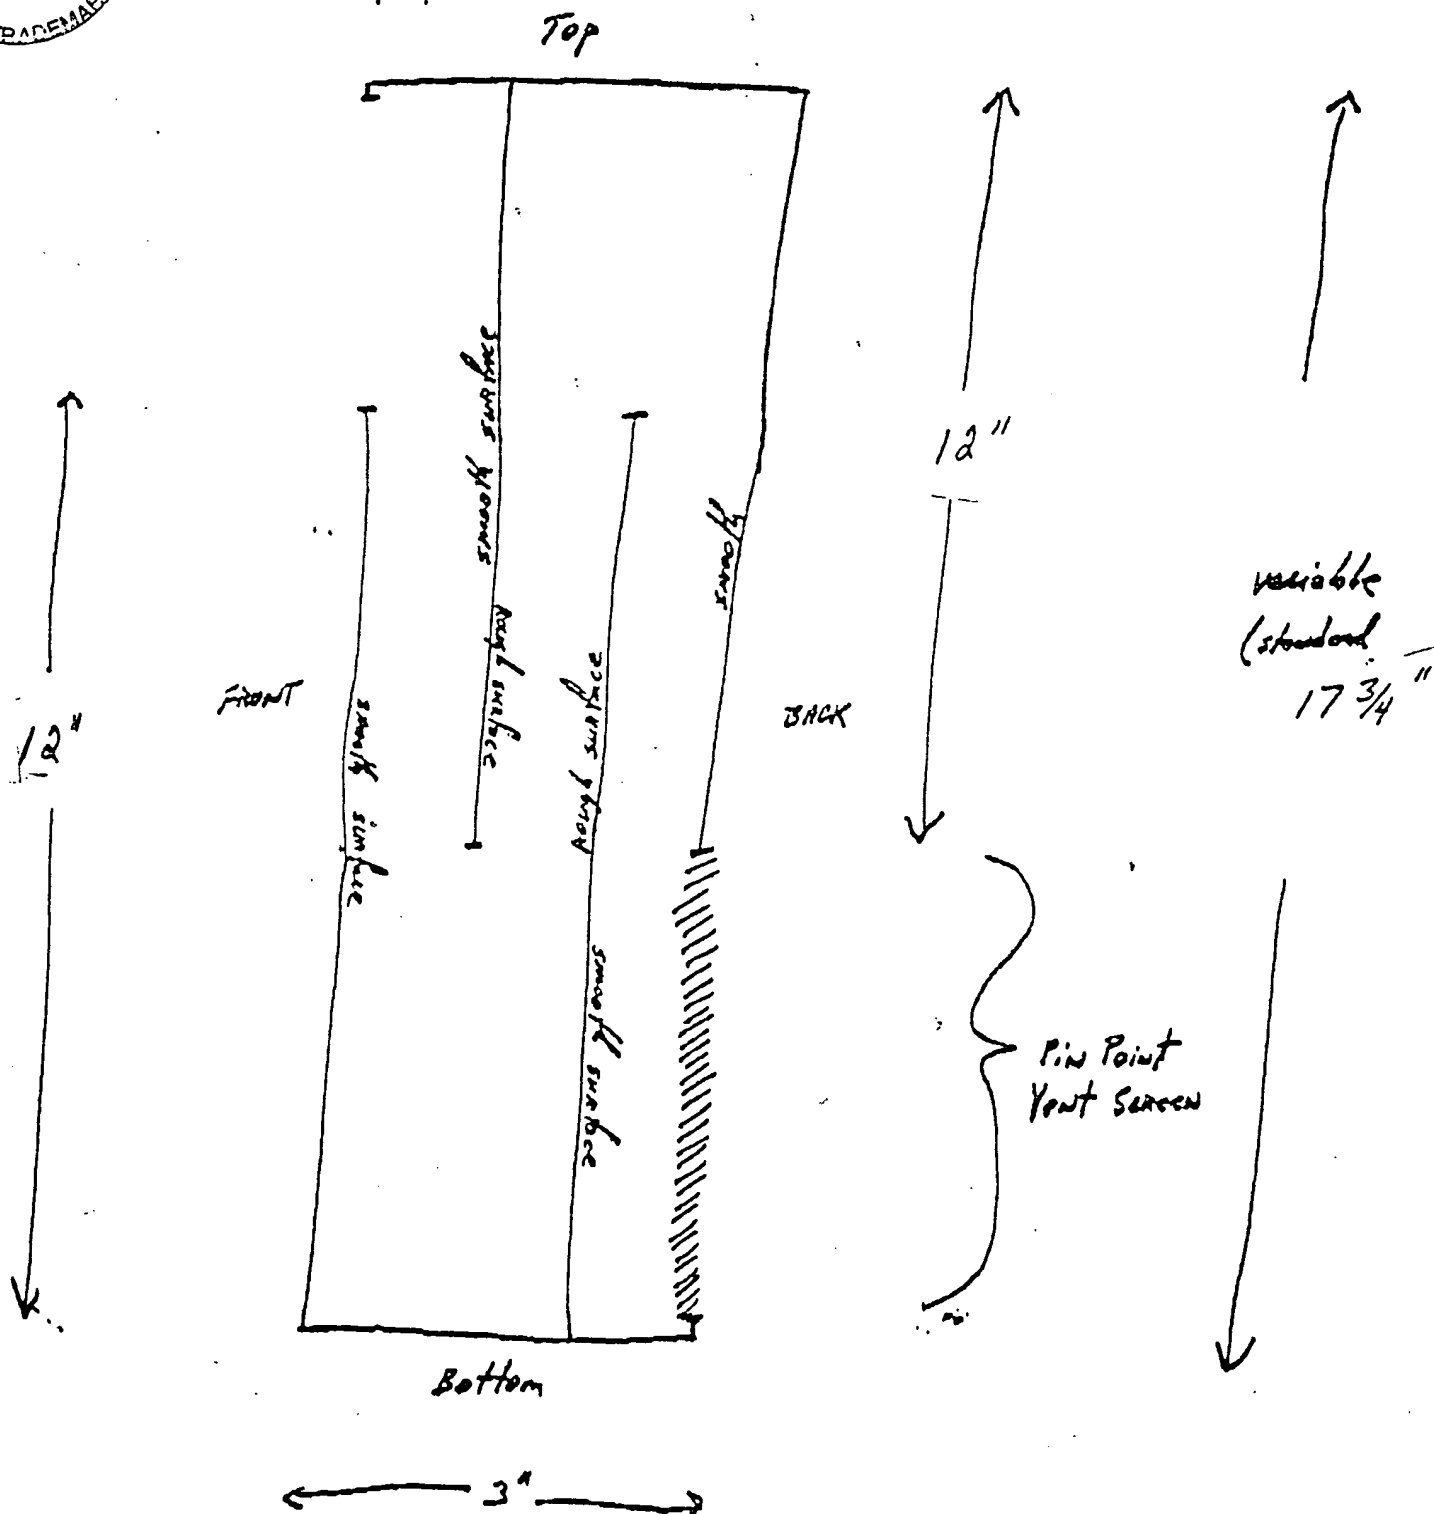 TRADEMAR
Top
smooth surface
12"
smooth
variable
(standard
17 3/4"
FRONT
BACK
12"
rough surface
rough surface
smooth surface
smooth surface
Pin Point
Vent Screen
Bottom
3"